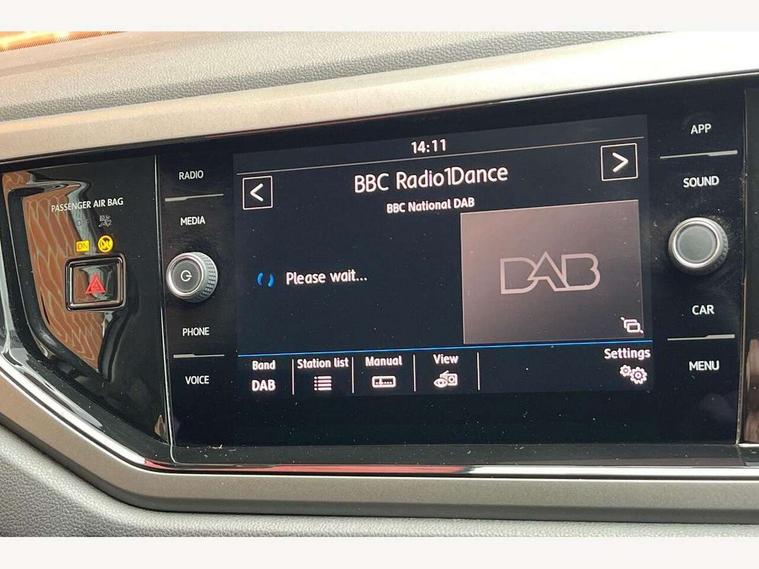 PASSENGER AIR BAG
ON
RADIO
MEDIA
PHONE
VOICE
14:11
BBC Radio1Dance
BBC National DAB
Please wait...
DAB
Band
DAB
Station list
Manual
View
Settings
APP
SOUND
CAR
MENU